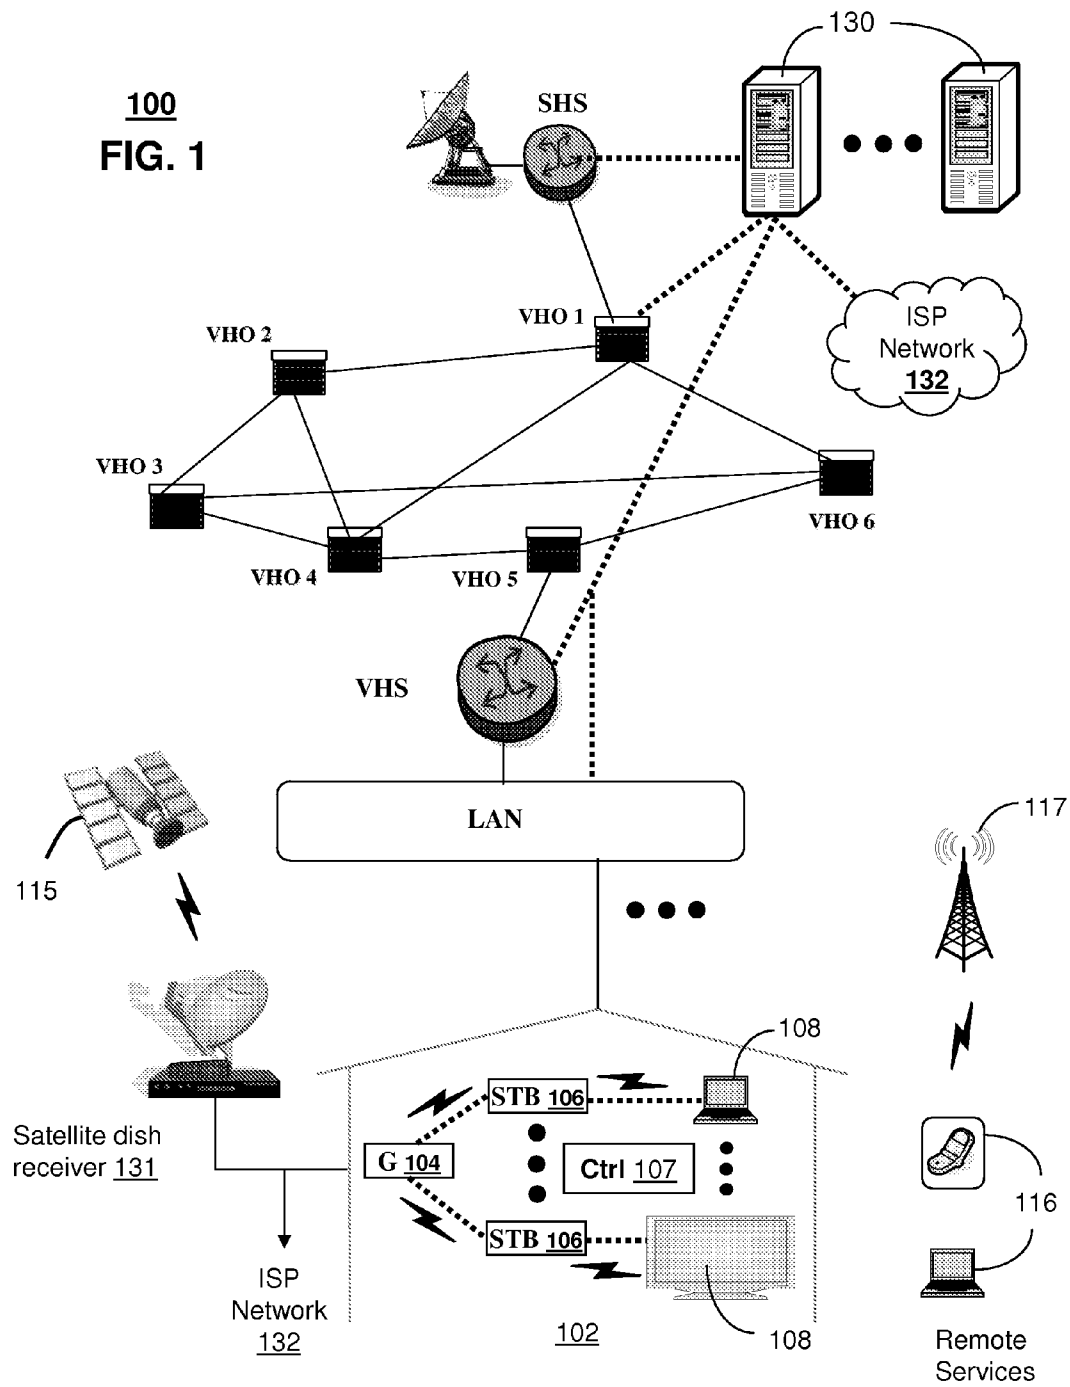 130
100
FIG. 1
SHS
ISP
Network
132
VHO 1
VHO 2
VHO 3
VHO 6
VHO 4
VHO 5
VHS
LAN
117
115
108
STB 106
Satellite dish
receiver 131
G 104
Ctrl 107
116
STB 106
ISP
Network
132
102
108
Remote
Services